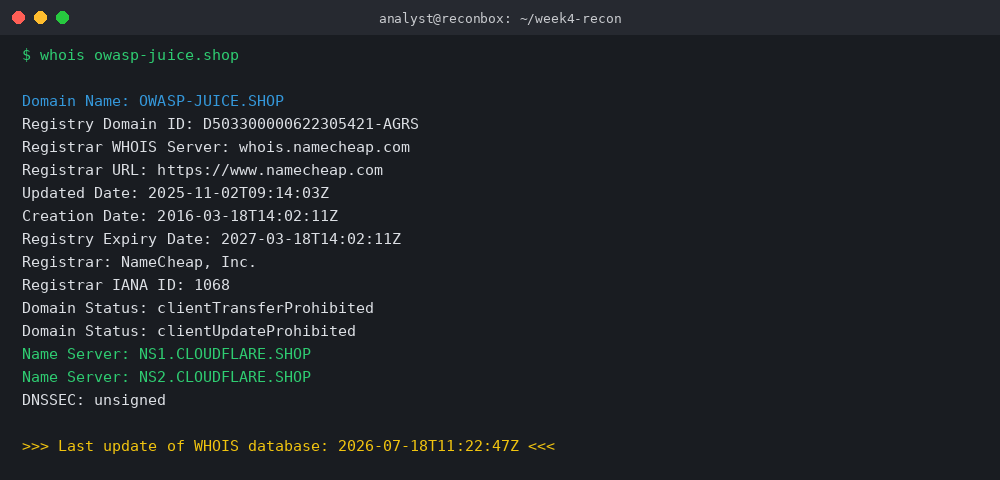 analyst@reconbox: ~/week4-recon
$ whois owasp-juice.shop
Domain Name: OWASP-JUICE.SHOP
Registry Domain ID: D503300000622305421-AGRS
Registrar WHOIS Server: whois.namecheap.com
Registrar URL: https://www.namecheap.com
Updated Date: 2025-11-02T09:14:03Z
Creation Date: 2016-03-18T14:02:11Z
Registry Expiry Date: 2027-03-18T14:02:11Z
Registrar: NameCheap, Inc.
Registrar IANA ID: 1068
Domain Status: clientTransferProhibited
Domain Status: clientUpdateProhibited
Name Server: NS1.CLOUDFLARE.SHOP
Name Server: NS2.CLOUDFLARE.SHOP
DNSSEC: unsigned
>>> Last update of WHOIS database: 2026-07-18T11:22:47Z <<<